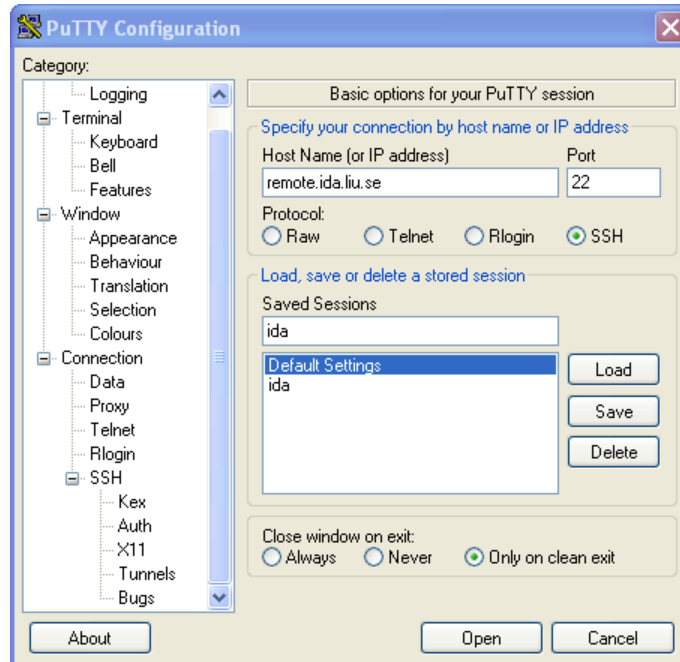 PuTTY Configuration
Category:
Logging
Terminal
Keyboard
Bell
Features
Window
Appearance
Behaviour
Translation
Selection
Colours
Connection
Data
Proxy
Telnet
Rlogin
SSH
Kex
Auth
X11
Tunnels
Bugs
Basic options for your PuTTY session
Specify your connection by host name or IP address
Host Name (or IP address) Port
remote.ida.liu.se 22
Protocol:
Raw Telnet Rlogin SSH
Load, save or delete a stored session
Saved Sessions
ida
Default Settings
ida
Load
Save
Delete
Close window on exit:
Always Never Only on clean exit
About Open Cancel